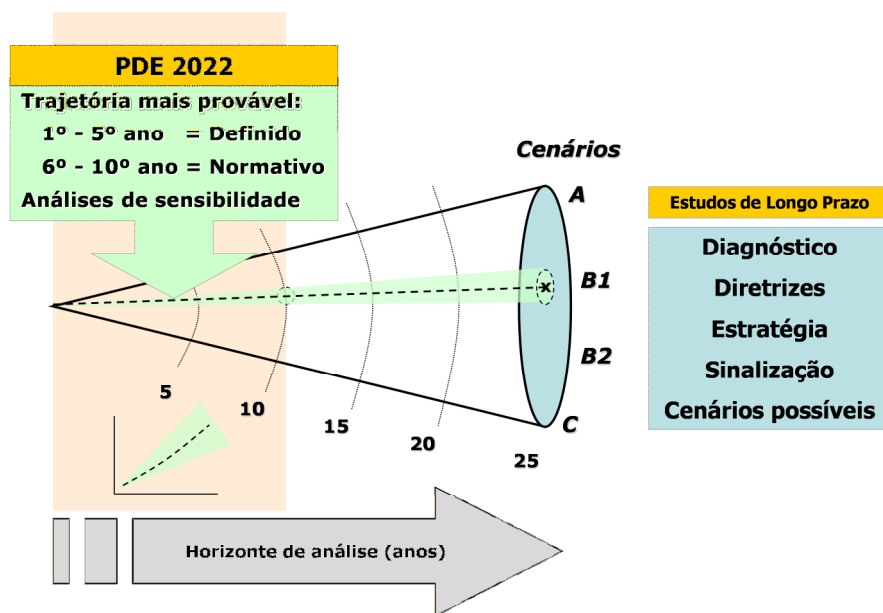 PDE 2022
Trajetória mais provável:
1º - 5º ano = Definido
6º - 10º ano = Normativo
Análises de sensibilidade
Cenários
A
B1
x
B2
C
5
10
15
20
25
Estudos de Longo Prazo
Diagnóstico
Diretrizes
Estratégia
Sinalização
Cenários possíveis
Horizonte de análise (anos)